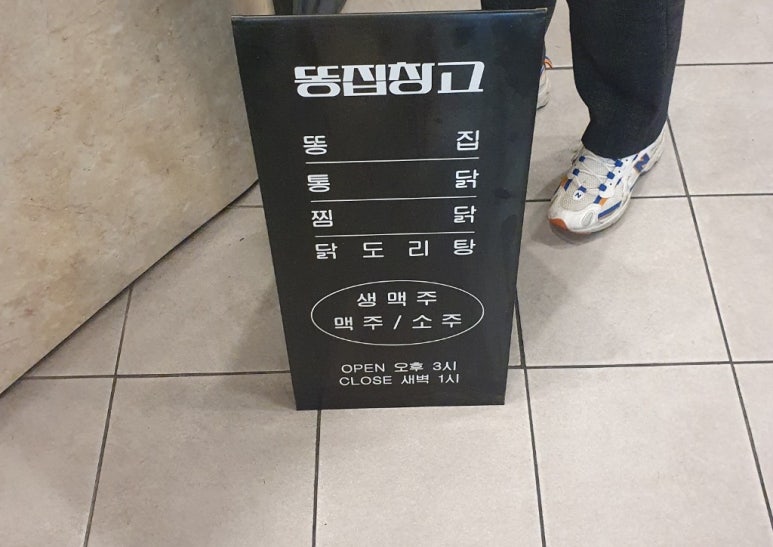 똥집창고
똥집
통닭
찜닭
닭도리탕
생맥주
맥주/소주
OPEN 오후 3시
CLOSE 새벽 1시
N